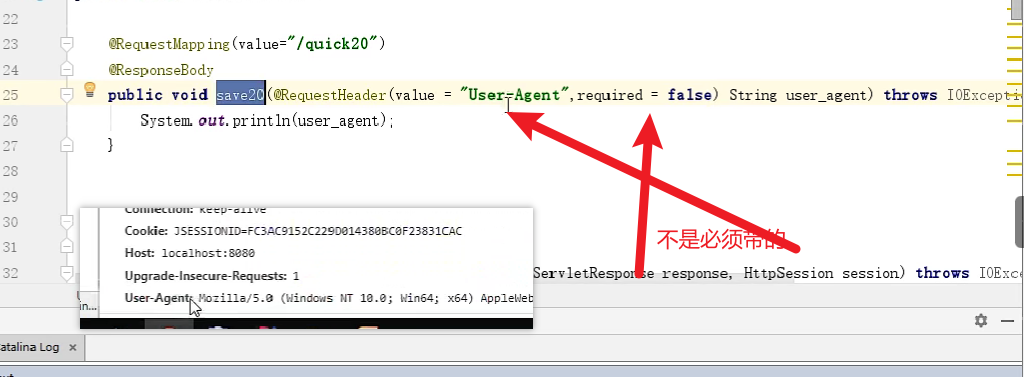 22
23 @RequestMapping(value="/quick20")
24 @ResponseBody
25 public void save20(@RequestHeader(value = "User-Agent",required = false) String user_agent) throws IOException
26 System.out.println(user_agent);
27 }
28
29
30
31
32 ServletResponse response, HttpSession session) throws IOExce
不是必须带的
Connection: keep-alive
Cookie: JSESSIONID=FC3AC9152C229D014380BC0F23831CAC
Host: localhost:8080
Upgrade-Insecure-Requests: 1
User-Agent: Mozilla/5.0 (Windows NT 10.0; Win64; x64) AppleWeb
in...
atalina Log ×